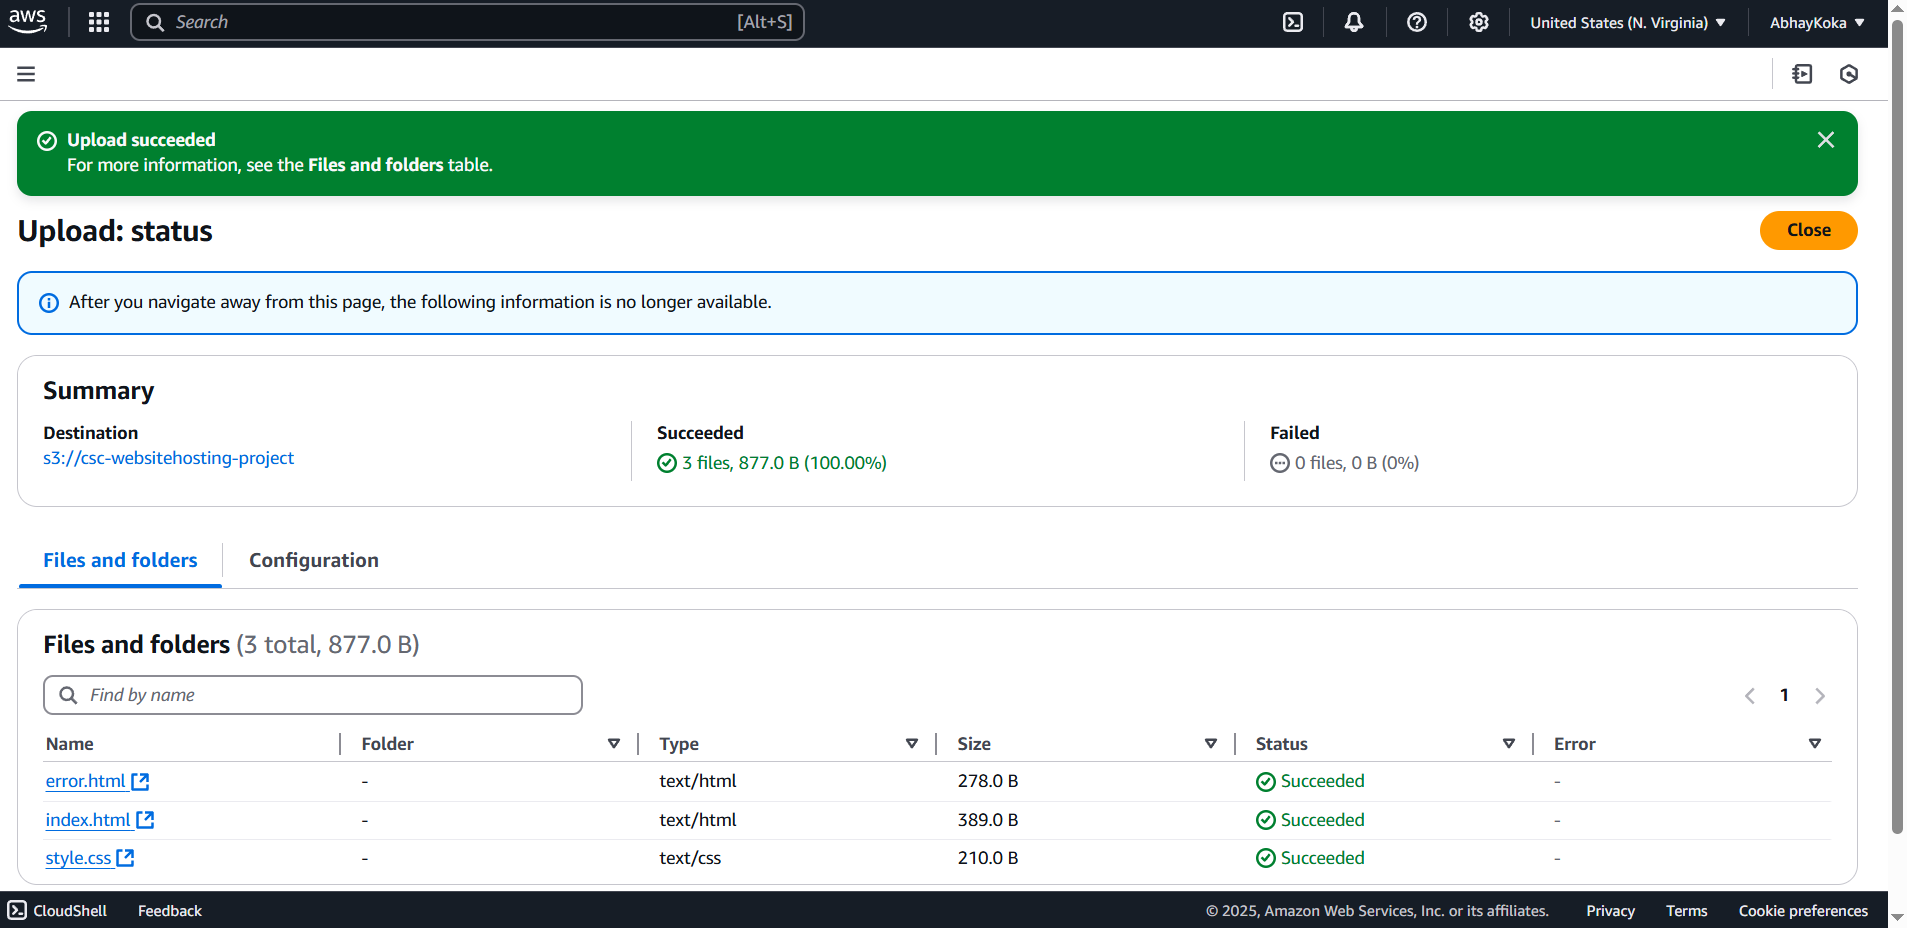 aws
Search [Alt+S]
United States (N. Virginia)
AbhayKoka
Upload succeeded
For more information, see the Files and folders table.
Upload: status
Close
After you navigate away from this page, the following information is no longer available.
Summary
Destination
s3://csc-websitehosting-project
Succeeded
3 files, 877.0 B (100.00%)
Failed
0 files, 0 B (0%)
Files and folders
Configuration
Files and folders (3 total, 877.0 B)
Find by name
1
Name Folder Type Size Status Error
error.html - text/html 278.0 B Succeeded -
index.html - text/html 389.0 B Succeeded -
style.css - text/css 210.0 B Succeeded -
CloudShell Feedback © 2025, Amazon Web Services, Inc. or its affiliates. Privacy Terms Cookie preferences